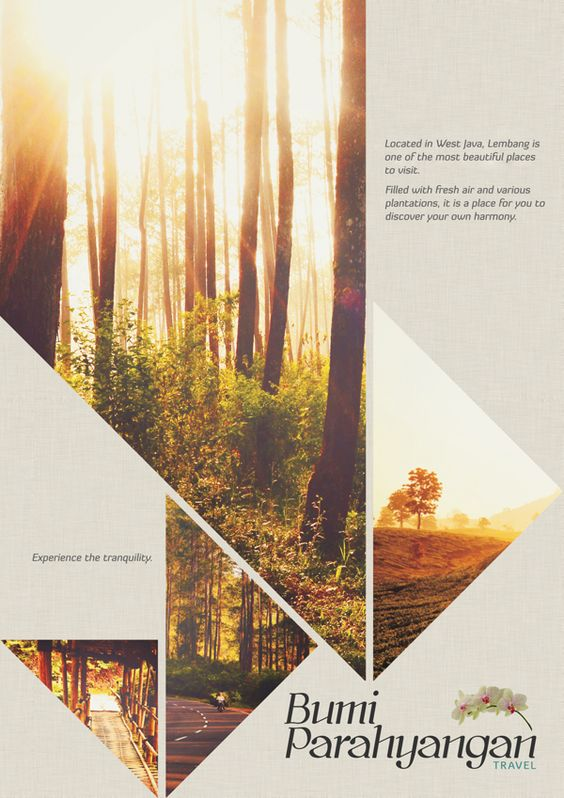 Located in West Java, Lembang is
one of the most beautiful places
to visit.
Filled with fresh air and various
plantations, it is a place for you to
discover your own harmony.
Experience the tranquility.
Bumi
Parahyangan
TRAVEL